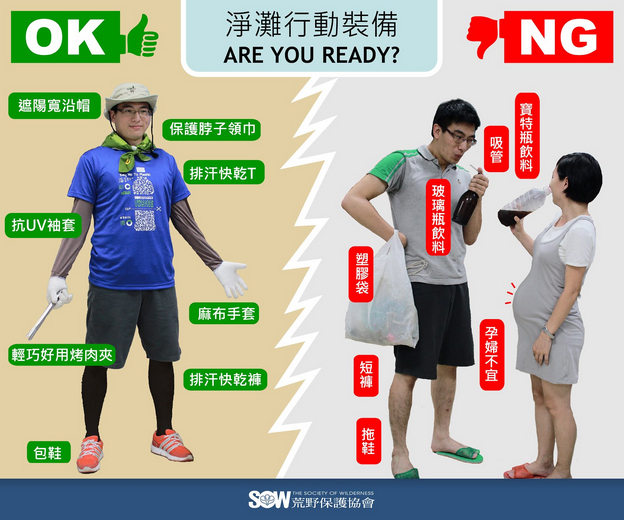 OK
淨灘行動裝備
ARE YOU READY?
NG
遮陽寬沿帽
保護脖子領巾
排汗快乾T
抗UV袖套
麻布手套
輕巧好用烤肉夾
排汗快乾褲
包鞋
寶特瓶飲料
吸管
玻璃瓶飲料
塑膠袋
孕婦不宜
短褲
拖鞋
SOW THE SOCIETY OF WILDERNESS
荒野保護協會